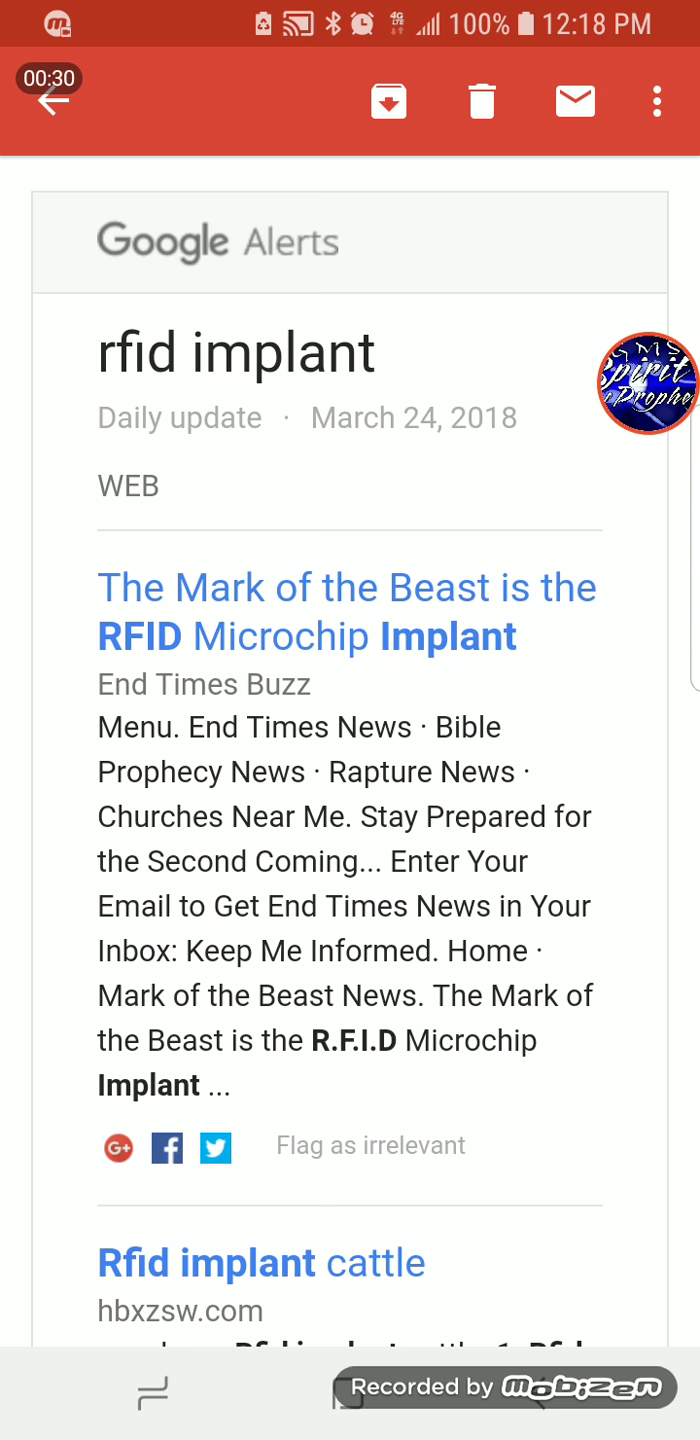 4G
LTE
100%
12:18 PM
00:30
Google Alerts
rfid implant
Daily update · March 24, 2018
WEB
The Mark of the Beast is the
RFID Microchip Implant
End Times Buzz
Menu. End Times News · Bible
Prophecy News · Rapture News ·
Churches Near Me. Stay Prepared for
the Second Coming... Enter Your
Email to Get End Times News in Your
Inbox: Keep Me Informed. Home ·
Mark of the Beast News. The Mark of
the Beast is the R.F.I.D Microchip
Implant ...
G+ f
Flag as irrelevant
Rfid implant cattle
hbxzsw.com
Recorded by mobizen